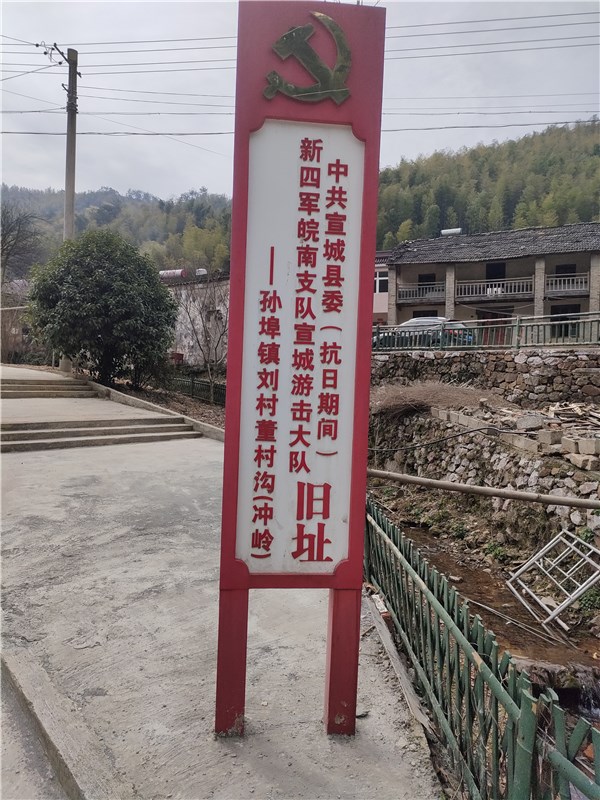 中共宣城县委（抗日期间）
新四军皖南支队宣城游击大队
旧址
——孙埠镇刘村董村沟(冲岭)